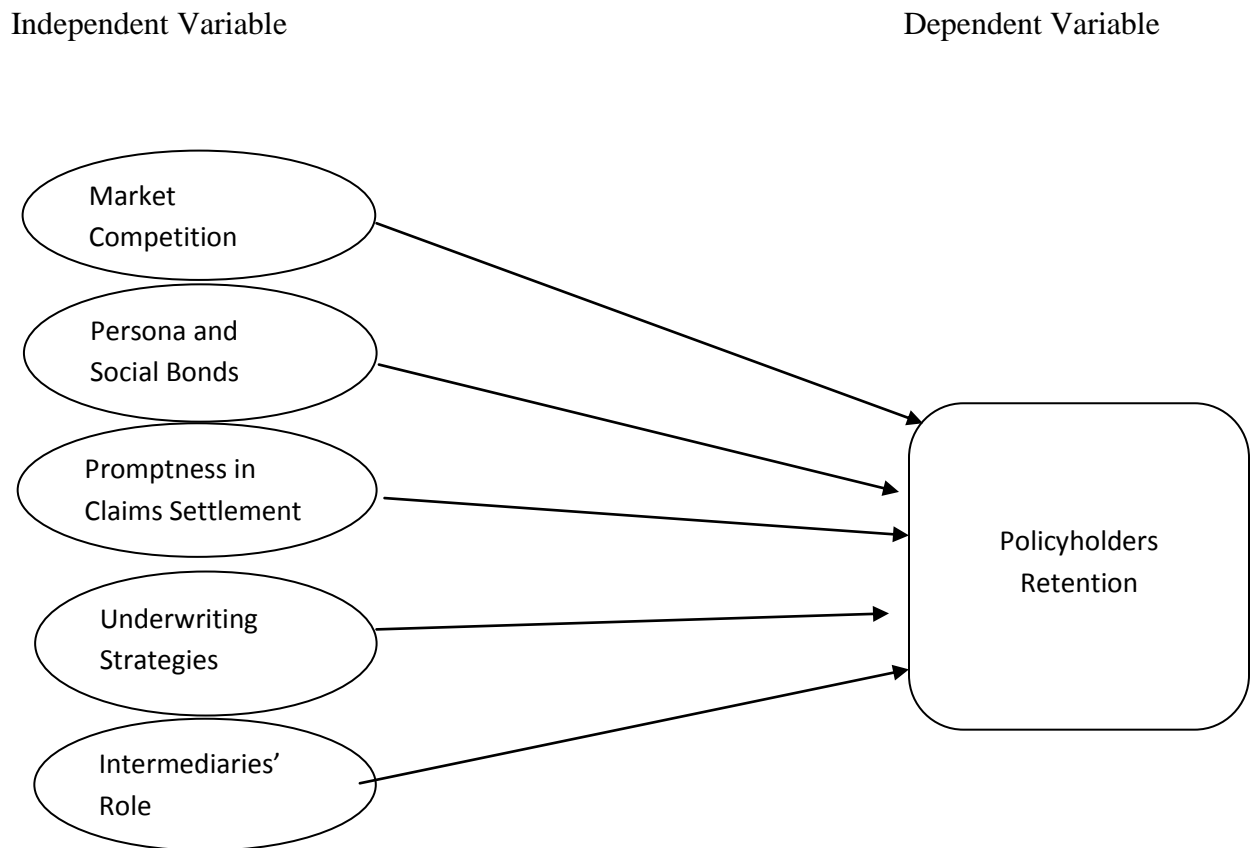 Independent Variable
Dependent Variable
Market
Competition
Persona and
Social Bonds
Promptness in
Claims Settlement
Underwriting
Strategies
Intermediaries’
Role
Policyholders
Retention